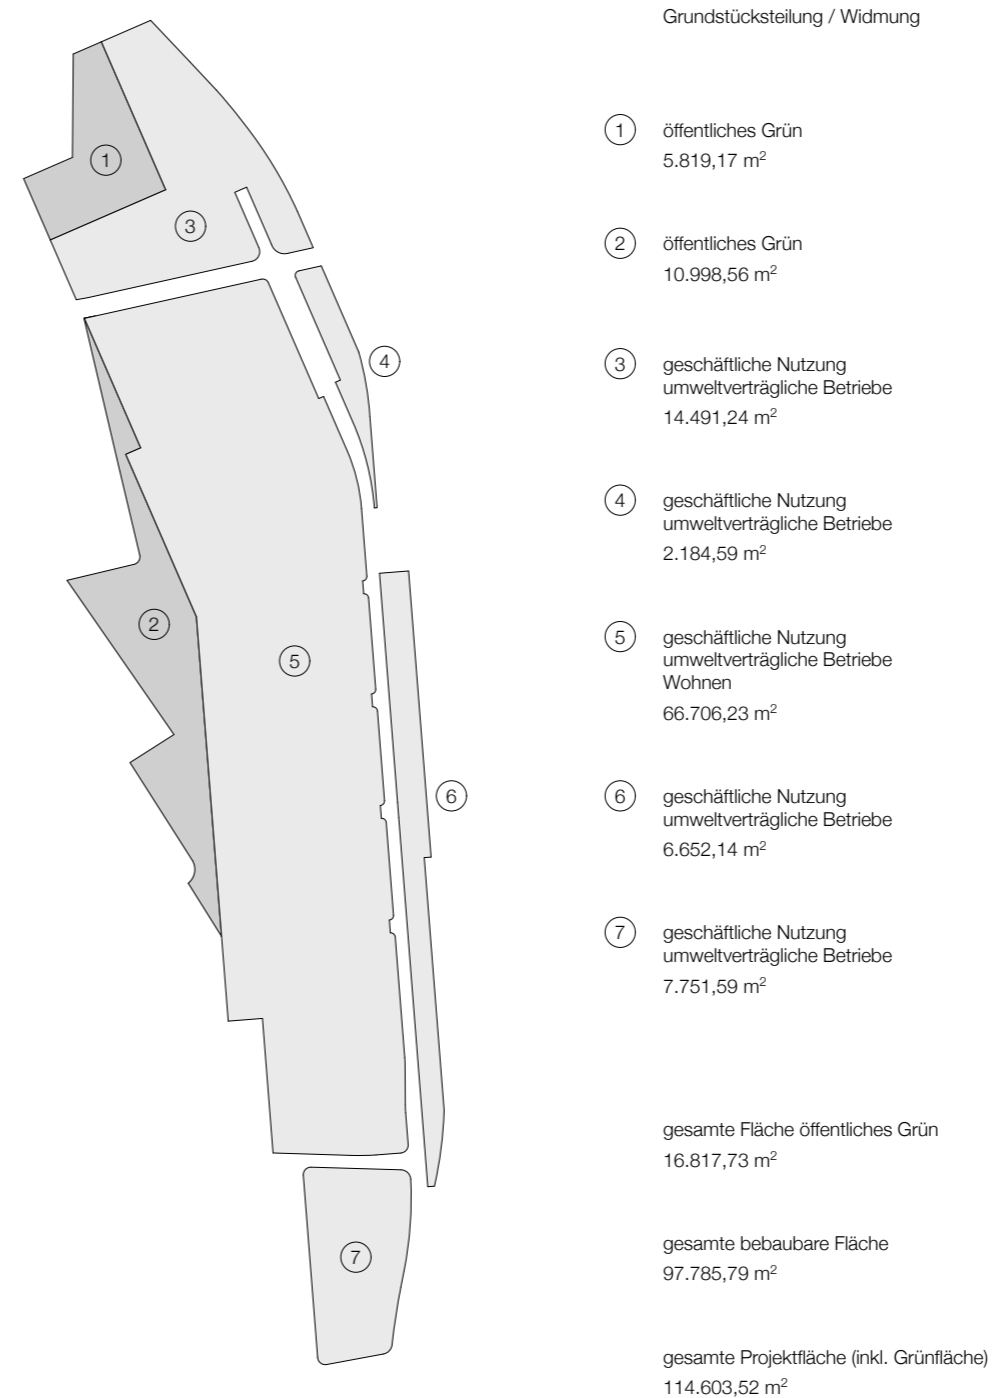 Grundstücksteilung / Widmung
1 öffentliches Grün
5.819,17 m²
2 öffentliches Grün
10.998,56 m²
3 geschäftliche Nutzung
umweltverträgliche Betriebe
14.491,24 m²
4 geschäftliche Nutzung
umweltverträgliche Betriebe
2.184,59 m²
5 geschäftliche Nutzung
umweltverträgliche Betriebe
Wohnen
66.706,23 m²
6 geschäftliche Nutzung
umweltverträgliche Betriebe
6.652,14 m²
7 geschäftliche Nutzung
umweltverträgliche Betriebe
7.751,59 m²
gesamte Fläche öffentliches Grün
16.817,73 m²
gesamte bebaubare Fläche
97.785,79 m²
gesamte Projektfläche (inkl. Grünfläche)
114.603,52 m²
1
3
4
2
5
6
7